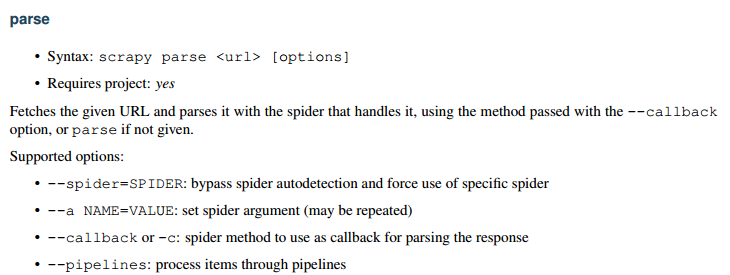 parse
• Syntax: scrapy parse <url> [options]
• Requires project: yes
Fetches the given URL and parses it with the spider that handles it, using the method passed with the --callback
option, or parse if not given.
Supported options:
• --spider=SPIDER: bypass spider autodetection and force use of specific spider
• --a NAME=VALUE: set spider argument (may be repeated)
• --callback or -c: spider method to use as callback for parsing the response
• --pipelines: process items through pipelines